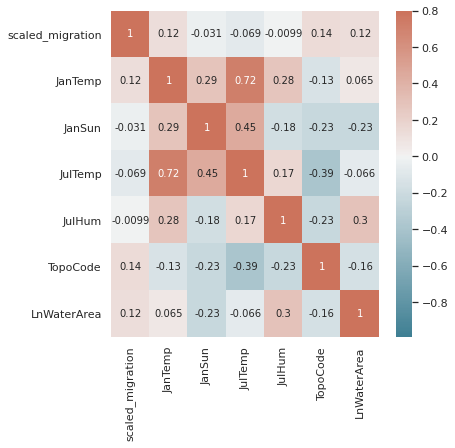 scaled_migration 1 0.12 -0.031 -0.069 -0.0099 0.14 0.12
JanTemp 0.12 1 0.29 0.72 0.28 -0.13 0.065
JanSun -0.031 0.29 1 0.45 -0.18 -0.23 -0.23
JulTemp -0.069 0.72 0.45 1 0.17 -0.39 -0.066
JulHum -0.0099 0.28 -0.18 0.17 1 -0.23 0.3
TopoCode 0.14 -0.13 -0.23 -0.39 -0.23 1 -0.16
LnWaterArea 0.12 0.065 -0.23 -0.066 0.3 -0.16 1
scaled_migration
JanTemp
JanSun
JulTemp
JulHum
TopoCode
LnWaterArea
0.8
0.6
0.4
0.2
0.0
−0.2
−0.4
−0.6
−0.8